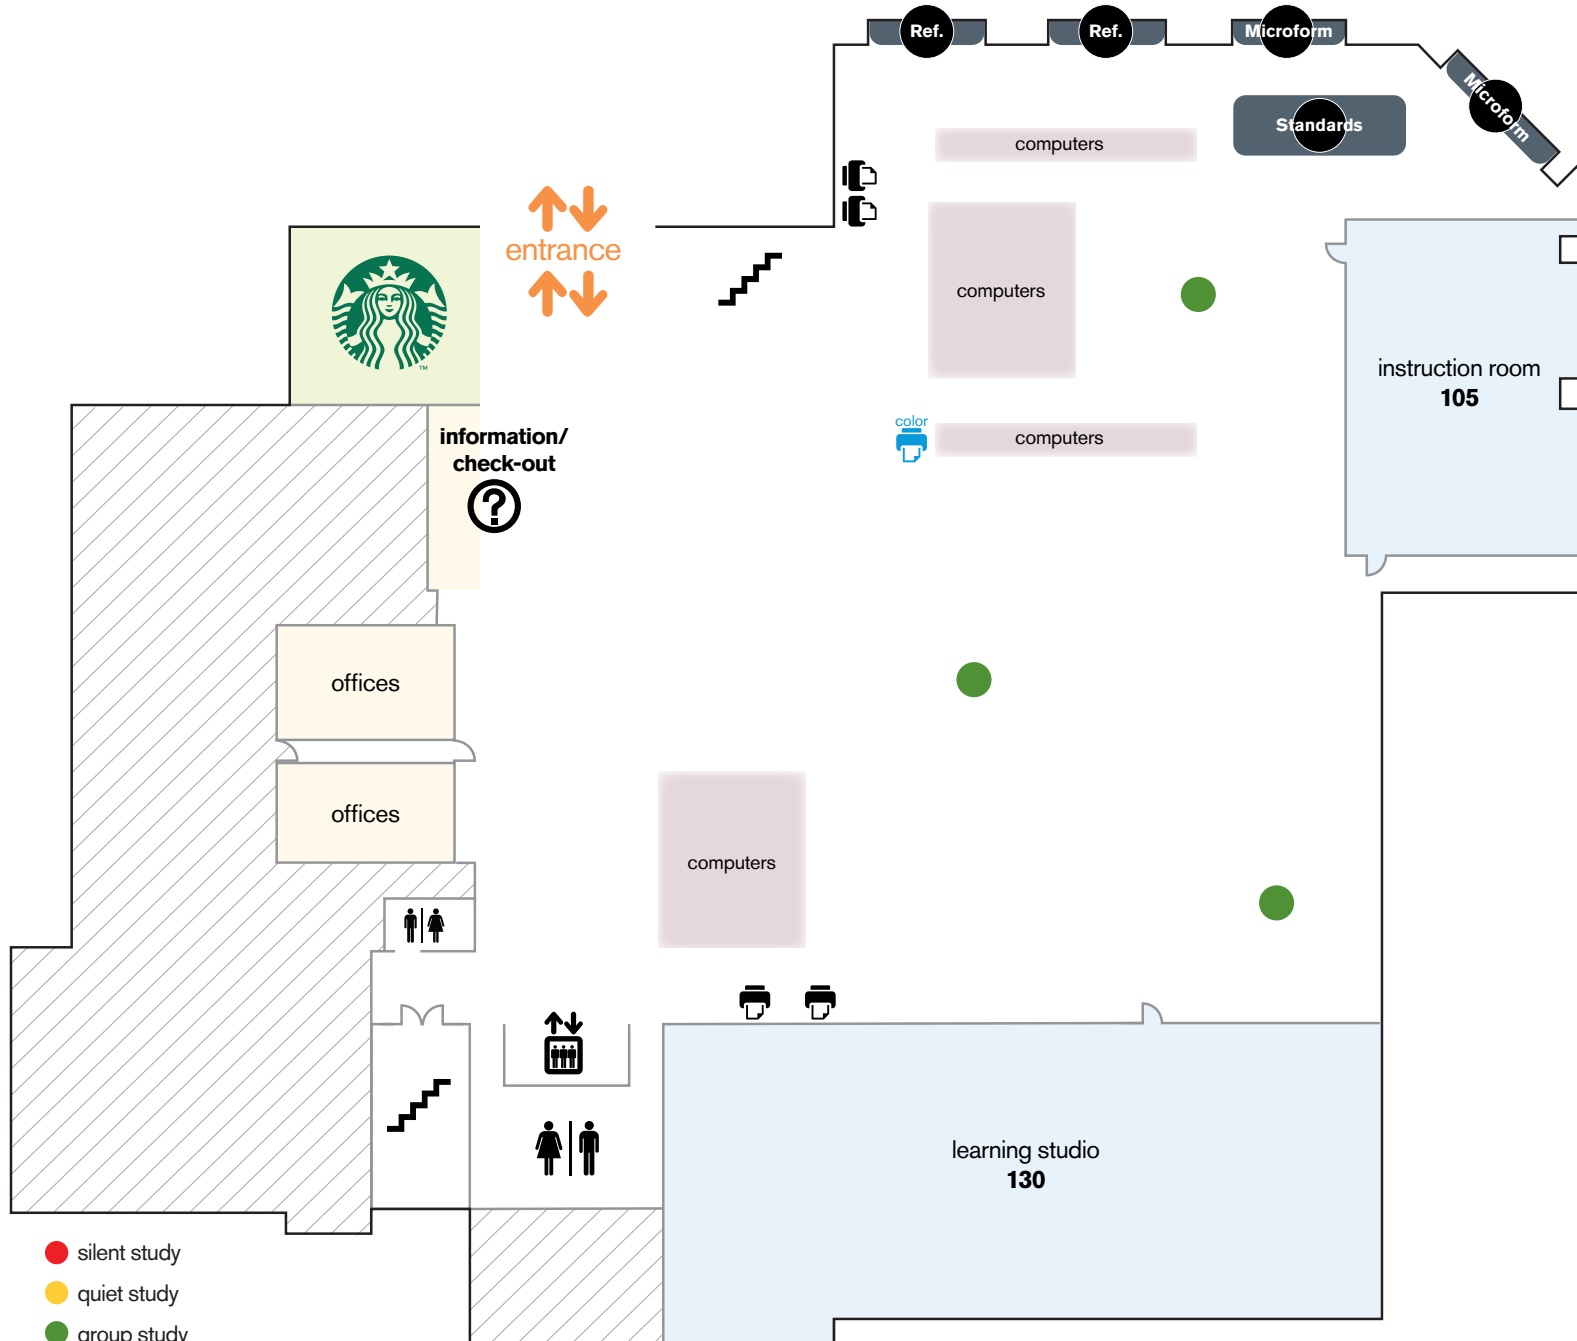 Ref.
Ref.
Microform
Microform
Standards
computers
entrance
computers
instruction room
105
color
computers
information/
check-out
TM
offices
offices
computers
learning studio
130
silent study
quiet study
group study